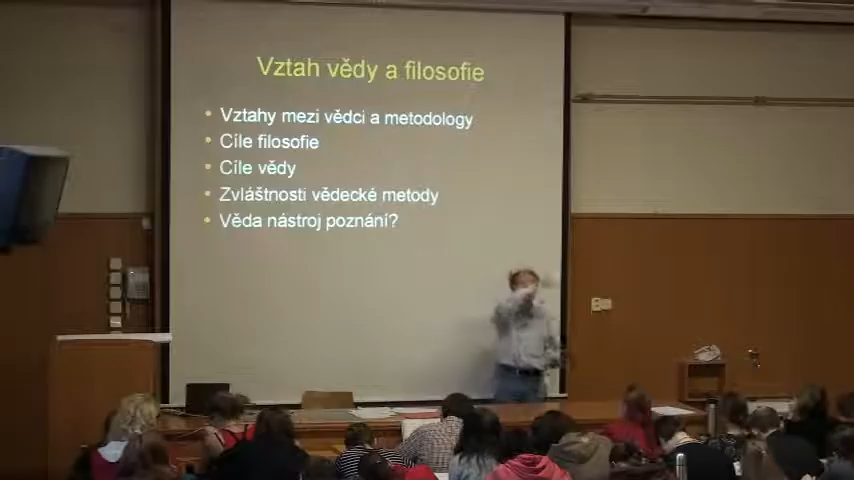 Vztah vědy a filosofie
• Vztahy mezi vědci a metodology
• Cíle filosofie
• Cíle vědy
• Zvláštnosti vědecké metody
• Věda nástroj poznání?